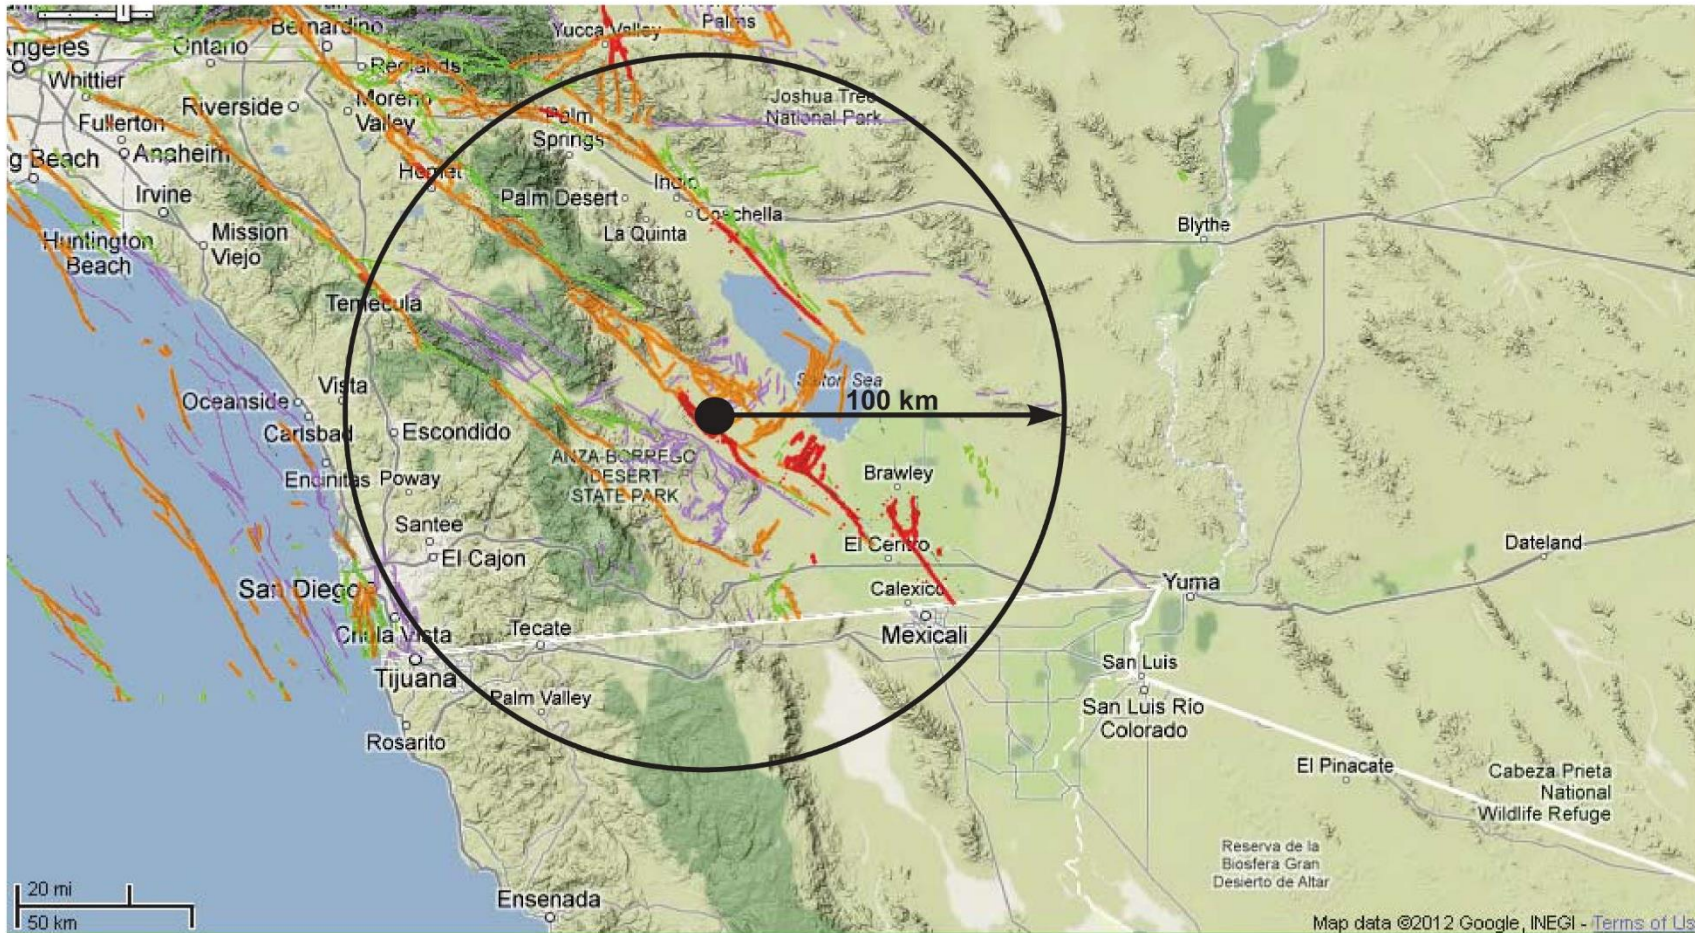 Bernardino
Palms
Yucca Valley
Angeles
Ontario
Redlands
Whittier
Riverside
Moreno
Valley
Joshua Tree
National Park
Fullerton
Palm
Springs
g Beach
Anaheim
Hemet
Indio
Irvine
Palm Desert
Coachella
Blythe
Huntington
Beach
Mission
Viejo
La Quinta
Temecula
Vista
Salton Sea
Oceanside
100 km
Carlsbad
Escondido
ANZA-BORREGO
DESERT
STATE PARK
Encinitas
Poway
Brawley
Santee
El Cajon
El Centro
Dateland
San Diego
Calexico
Yuma
Chula Vista
Tecate
Mexicali
Tijuana
San Luis
Palm Valley
San Luis Río
Colorado
Rosarito
El Pinacate
Cabeza Prieta
National
Wildlife Refuge
Reserva de la
Biosfera Gran
Desierto de Altar
20 mi
50 km
Ensenada
Map data ©2012 Google, INEGI - Terms of Us